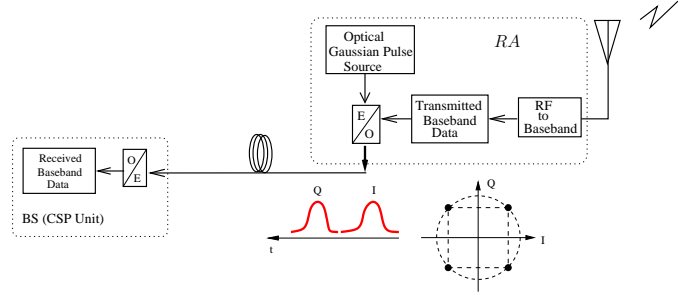 Optical
Gaussian Pulse
Source
RA
E
O
Transmitted
Baseband
Data
RF
to
Baseband
Received
Baseband
Data
O
E
BS (CSP Unit)
Q
I
t
Q
I